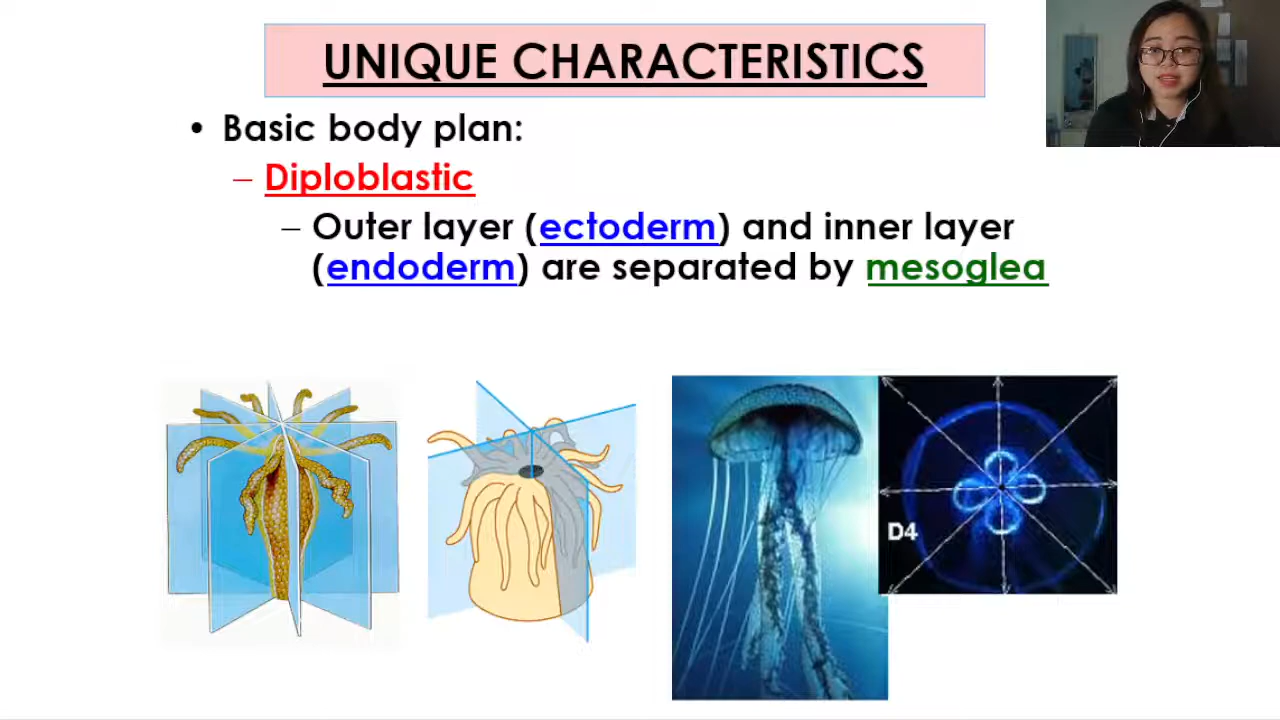 UNIQUE CHARACTERISTICS
• Basic body plan:
– Diploblastic
– Outer layer (ectoderm) and inner layer
(endoderm) are separated by mesoglea
D4